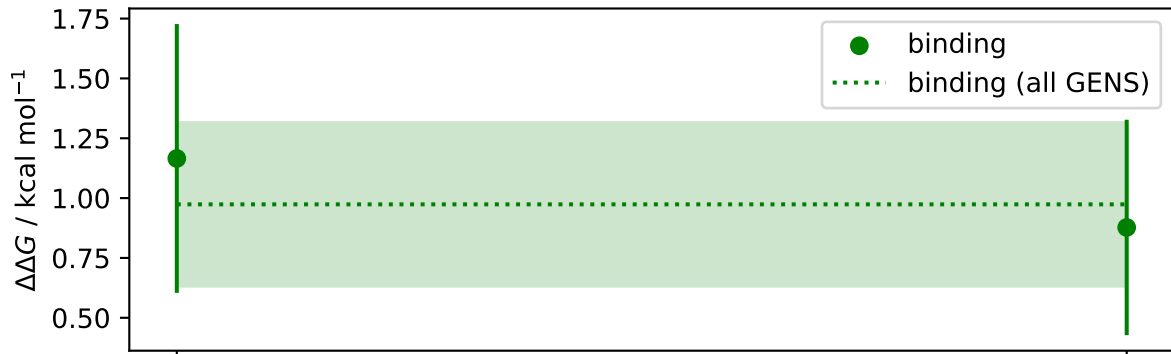 1.75
1.50
1.25
1.00
0.75
0.50
ΔΔG / kcal mol⁻¹
binding
binding (all GENS)